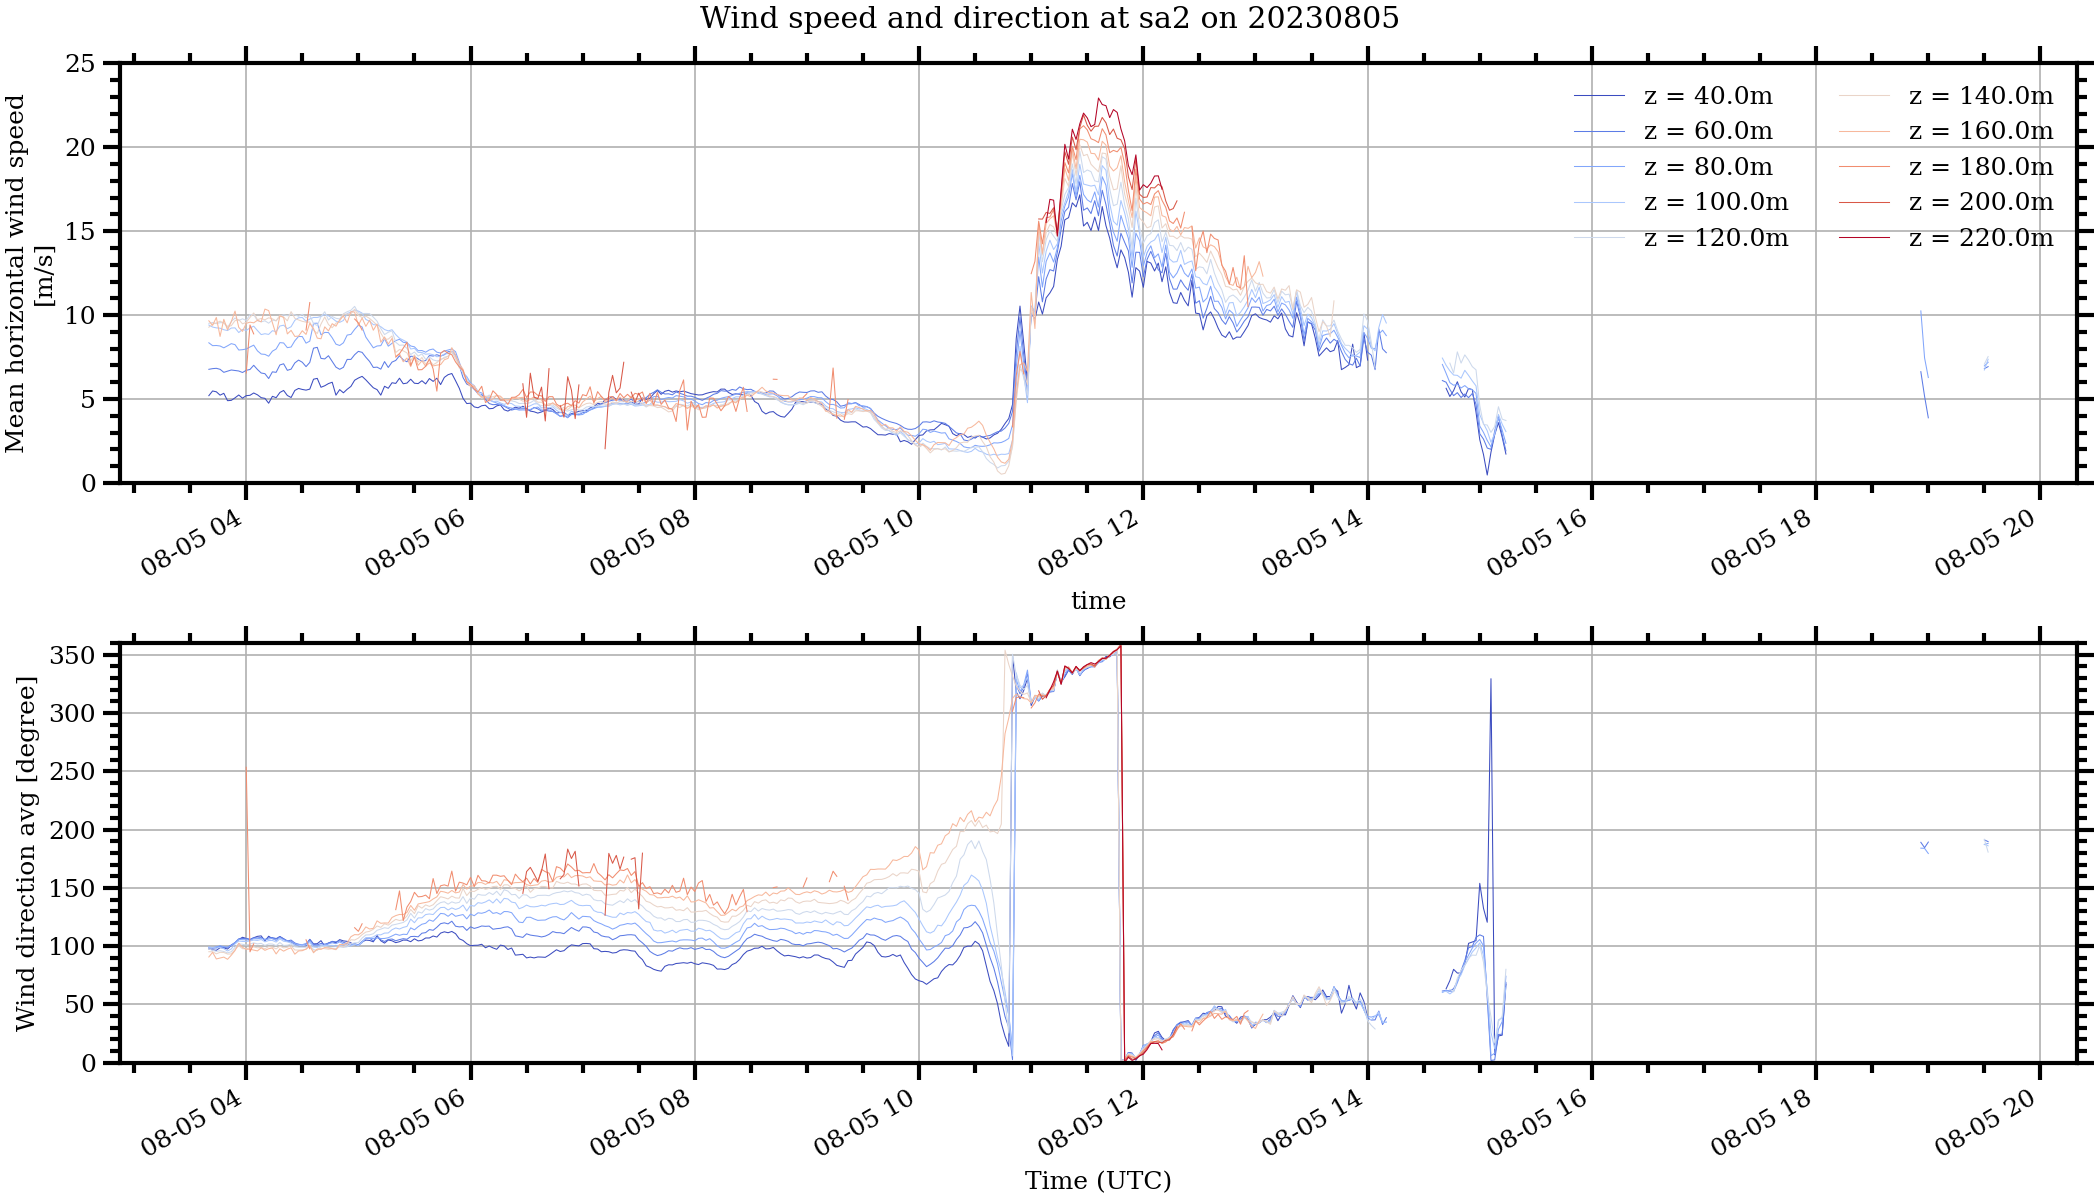 Wind speed and direction at sa2 on 20230805
Mean horizontal wind speed
[m/s]
25
20
15
10
5
0
z = 40.0m
z = 60.0m
z = 80.0m
z = 100.0m
z = 120.0m
z = 140.0m
z = 160.0m
z = 180.0m
z = 200.0m
z = 220.0m
08-05 04
08-05 06
08-05 08
08-05 10
08-05 12
08-05 14
08-05 16
08-05 18
08-05 20
time
Wind direction avg [degree]
350
300
250
200
150
100
50
0
08-05 04
08-05 06
08-05 08
08-05 10
08-05 12
08-05 14
08-05 16
08-05 18
08-05 20
Time (UTC)